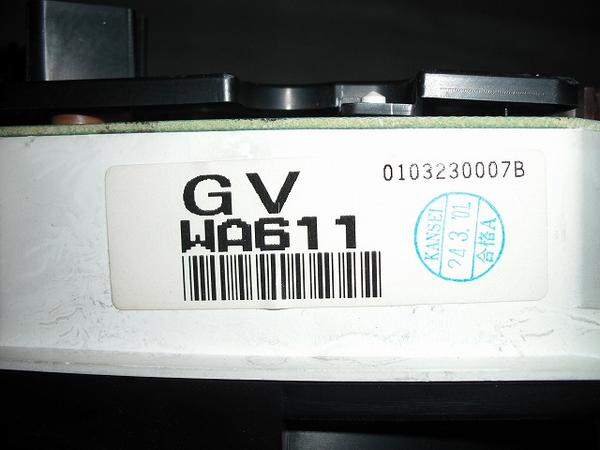 GV
0103230007B
WA611
KANSEI
24.3.'01
合格A